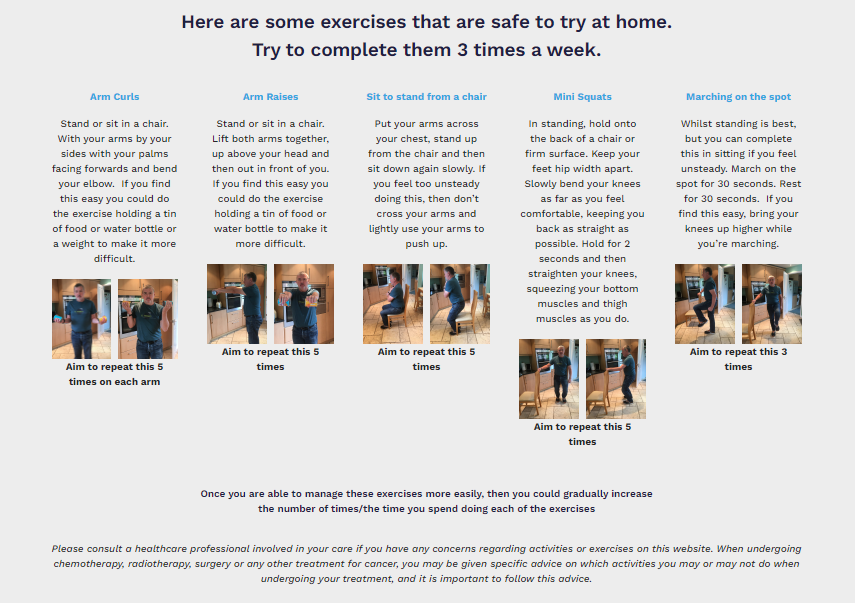 Here are some exercises that are safe to try at home.
Try to complete them 3 times a week.
Arm Curls
Stand or sit in a chair.
With your arms by your
sides with your palms
facing forwards and bend
your elbow. If you find
this easy you could do
the exercise holding a tin
of food or water bottle or
a weight to make it more
difficult.
Aim to repeat this 5
times on each arm
Arm Raises
Stand or sit in a chair.
Lift both arms together,
up above your head and
then out in front of you.
If you find this easy you
could do the exercise
holding a tin of food or
water bottle to make it
more difficult.
Aim to repeat this 5
times
Sit to stand from a chair
Put your arms across
your chest, stand up
from the chair and then
sit down again slowly. If
you feel too unsteady
doing this, then don't
cross your arms and
lightly use your arms to
push up.
Aim to repeat this 5
times
Mini Squats
In standing, hold onto
the back of a chair or
firm surface. Keep your
feet hip width apart.
Slowly bend your knees
as far as you feel
comfortable, keeping you
back as straight as
possible. Hold for 2
seconds and then
straighten your knees,
squeezing your bottom
muscles and thigh
muscles as you do.
Aim to repeat this 5
times
Marching on the spot
Whilst standing is best,
but you can complete
this in sitting if you feel
unsteady. March on the
spot for 30 seconds. Rest
for 30 seconds. If you
find this easy, bring your
knees up higher while
you're marching.
Aim to repeat this 3
times
Once you are able to manage these exercises more easily, then you could gradually increase
the number of times/the time you spend doing each of the exercises
Please consult a healthcare professional involved in your care if you have any concerns regarding activities or exercises on this website. When undergoing
chemotherapy, radiotherapy, surgery or any other treatment for cancer, you may be given specific advice on which activities you may or may not do when
undergoing your treatment, and it is important to follow this advice.